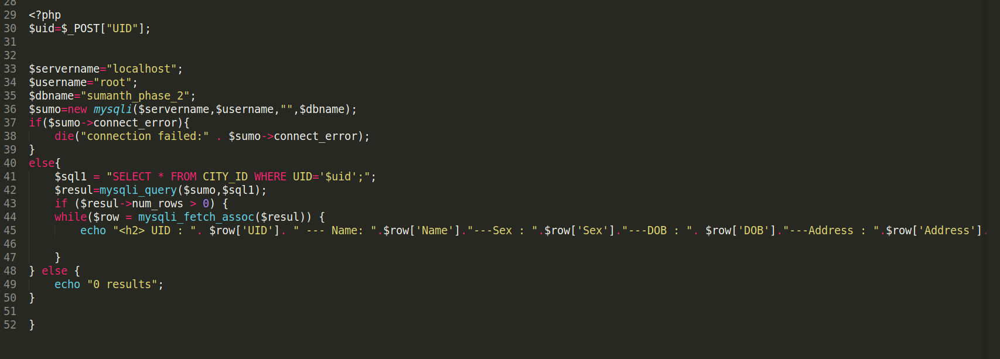 28
29 <?php
30 $uid=$_POST["UID"];
31
32
33 $servername="localhost";
34 $username="root";
35 $dbname="sumanth_phase_2";
36 $sumo=new mysqli($servername,$username,"",$dbname);
37 if($sumo->connect_error){
38     die("connection failed:" . $sumo->connect_error);
39 }
40 else{
41     $sql1 = "SELECT * FROM CITY_ID WHERE UID='$uid';";
42     $resul=mysqli_query($sumo,$sql1);
43     if ($resul->num_rows > 0) {
44     while($row = mysqli_fetch_assoc($resul)) {
45         echo "<h2> UID : ". $row['UID']. " --- Name: ".$row['Name']."---Sex : ".$row['Sex']."---DOB : ". $row['DOB']."---Address : ".$row['Address'].
46
47     }
48 } else {
49     echo "0 results";
50 }
51
52 }